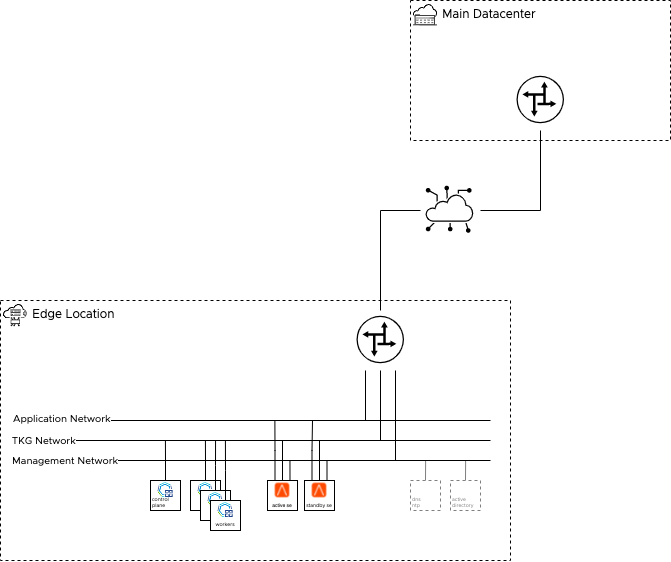 Main Datacenter
Edge Location
Application Network
TKG Network
Management Network
control
plane
workers
active se
standby se
dns
ntp
active
directory